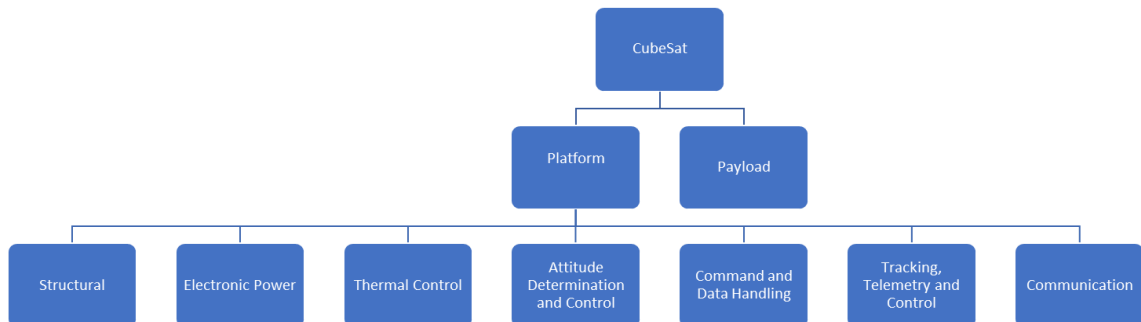 CubeSat
Platform
Payload
Structural
Electronic Power
Thermal Control
Attitude
Determination
and Control
Command and
Data Handling
Tracking,
Telemetry and
Control
Communication